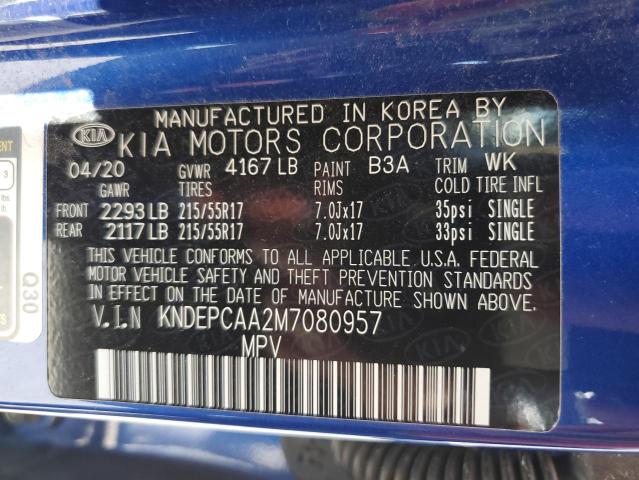 MANUFACTURED IN KOREA BY
KIA KIA MOTORS CORPORATION
04/20 GVWR 4167 LB PAINT B3A TRIM WK
GAWR TIRES RIMS COLD TIRE INFL
FRONT 2293 LB 215/55R17 7.0Jx17 35psi SINGLE
REAR 2117 LB 215/55R17 7.0Jx17 33psi SINGLE
THIS VEHICLE CONFORMS TO ALL APPLICABLE U.S.A. FEDERAL
MOTOR VEHICLE SAFETY AND THEFT PREVENTION STANDARDS
IN EFFECT ON THE DATE OF MANUFACTURE SHOWN ABOVE.
V.I.N KNDEPCAA2M7080957
MPV
Q30
3